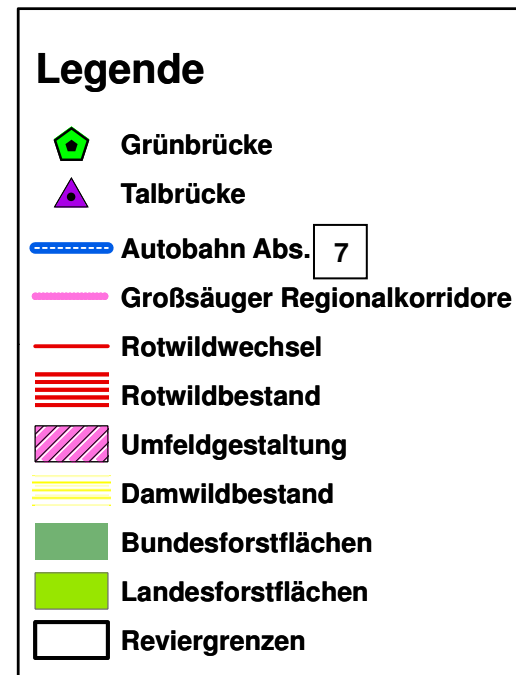 Legende
Grünbrücke
Talbrücke
Autobahn Abs. 7
Großsäuger Regionalkorridore
Rotwildwechsel
Rotwildbestand
Umfeldgestaltung
Damwildbestand
Bundesforstflächen
Landesforstflächen
Reviergrenzen